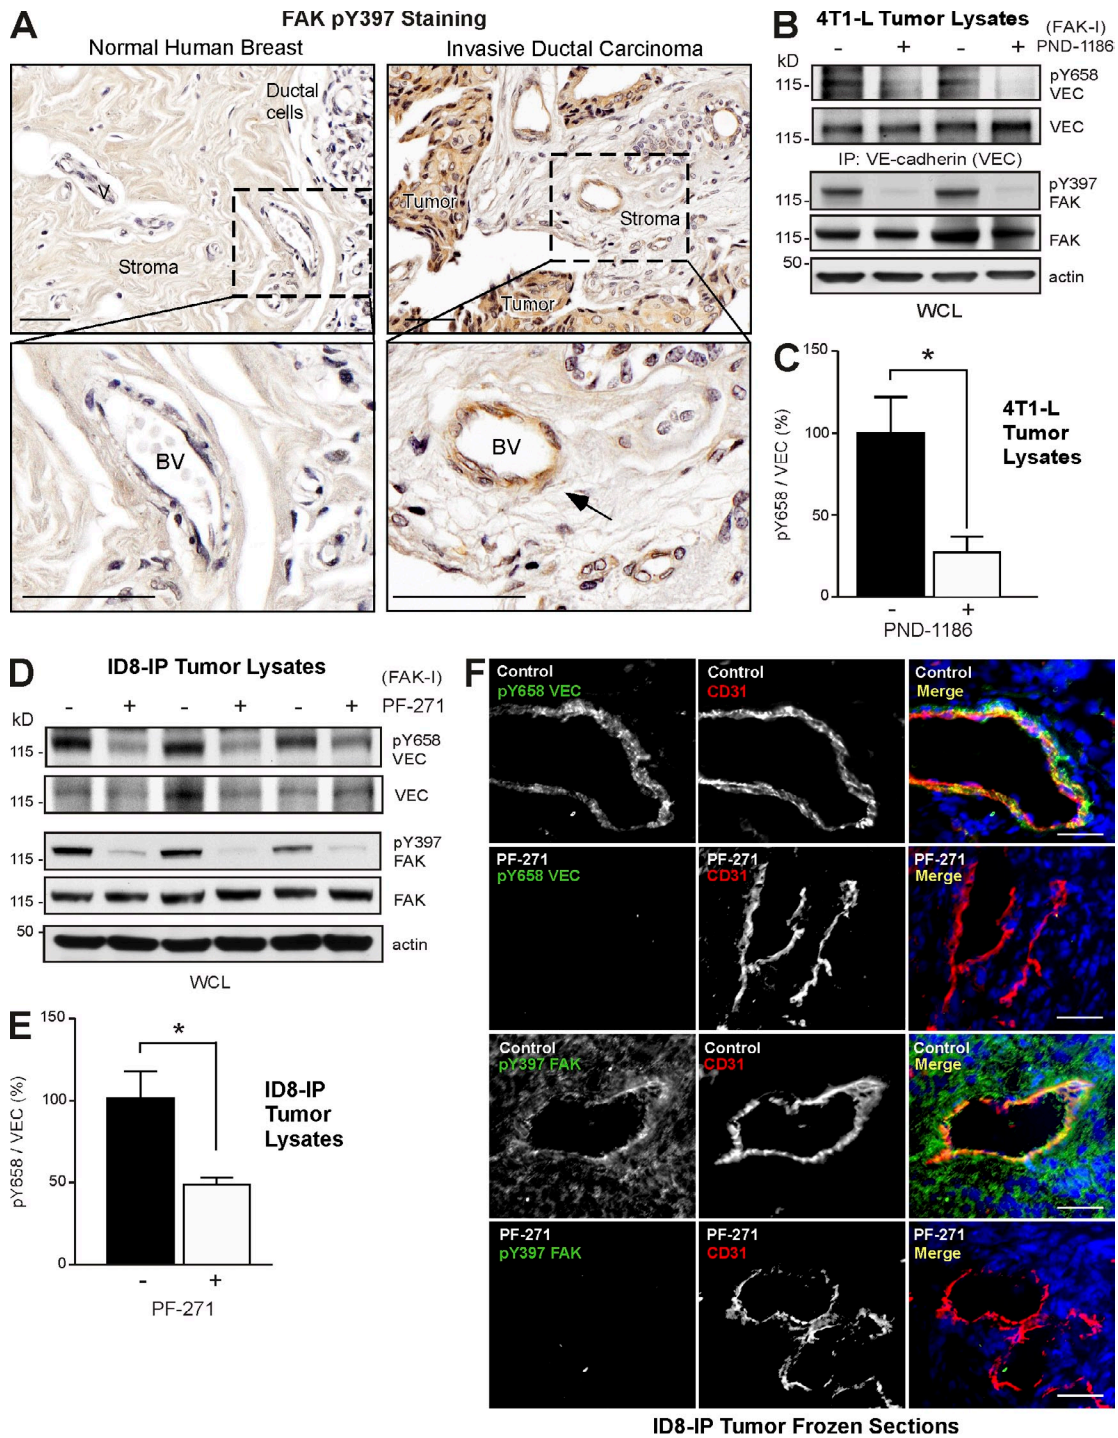 A
FAK pY397 Staining
Normal Human Breast
Invasive Ductal Carcinoma
Ductal
cells
V
Stroma
Tumor
Stroma
Tumor
BV
BV
B
4T1-L Tumor Lysates
(FAK-I)
- + - + PND-1186
kD
115 -
pY658
VEC
115 -
VEC
IP: VE-cadherin (VEC)
115 -
pY397
FAK
115 -
FAK
50 -
actin
WCL
C
150
100
50
0
pY658 / VEC (%)
*
4T1-L
Tumor
Lysates
- +
PND-1186
D
ID8-IP Tumor Lysates
(FAK-I)
- + - + - + PF-271
kD
115 -
pY658
VEC
115 -
VEC
115 -
pY397
FAK
115 -
FAK
50 -
actin
WCL
E
150
100
50
0
pY658 / VEC (%)
*
ID8-IP
Tumor
Lysates
- +
PF-271
F
Control
pY658 VEC
Control
CD31
Control
Merge
PF-271
pY658 VEC
PF-271
CD31
PF-271
Merge
Control
pY397 FAK
Control
CD31
Control
Merge
PF-271
pY397 FAK
PF-271
CD31
PF-271
Merge
ID8-IP Tumor Frozen Sections